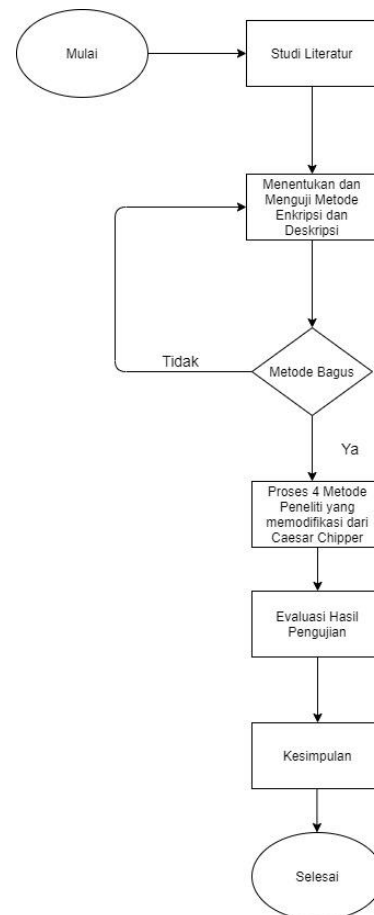 Mulai
Studi Literatur
Menentukan dan
Menguji Metode
Enkripsi dan
Deskripsi
Tidak
Metode Bagus
Ya
Proses 4 Metode
Peneliti yang
memodifikasi dari
Caesar Chipper
Evaluasi Hasil
Pengujian
Kesimpulan
Selesai